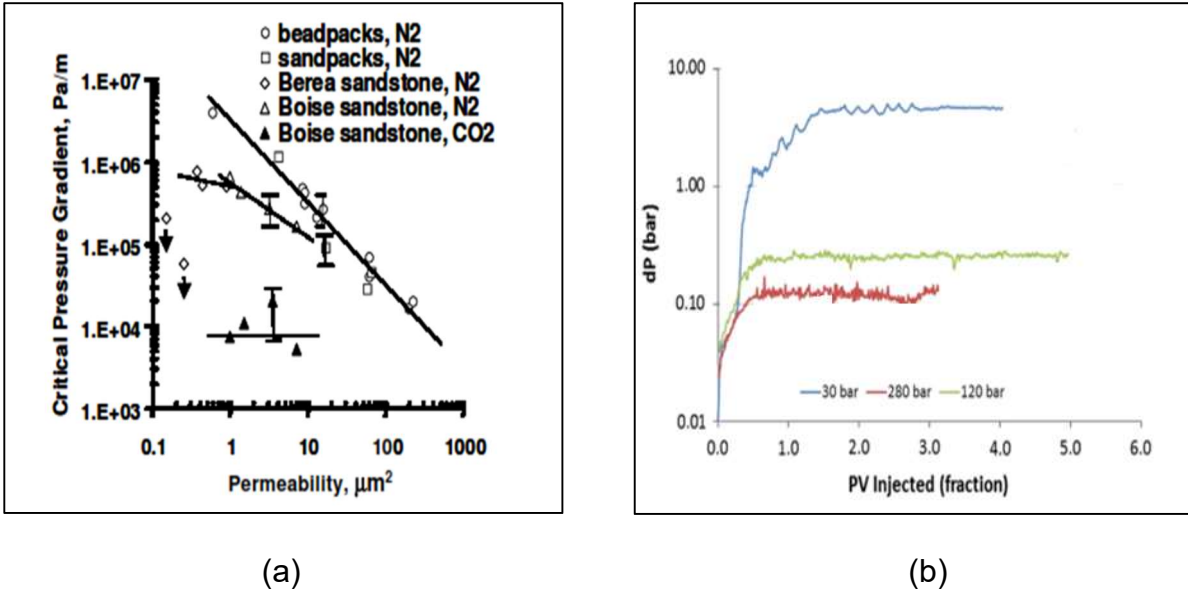 beadpacks, N2
sandpacks, N2
Berea sandstone, N2
Boise sandstone, N2
Boise sandstone, CO2
Critical Pressure Gradient, Pa/m
1.E+07
1.E+06
1.E+05
1.E+04
1.E+03
0.1 1 10 100 1000
Permeability, μm²
(a)
dP (bar)
10.00
1.00
0.10
0.01
30 bar 280 bar 120 bar
0.0 1.0 2.0 3.0 4.0 5.0 6.0
PV Injected (fraction)
(b)